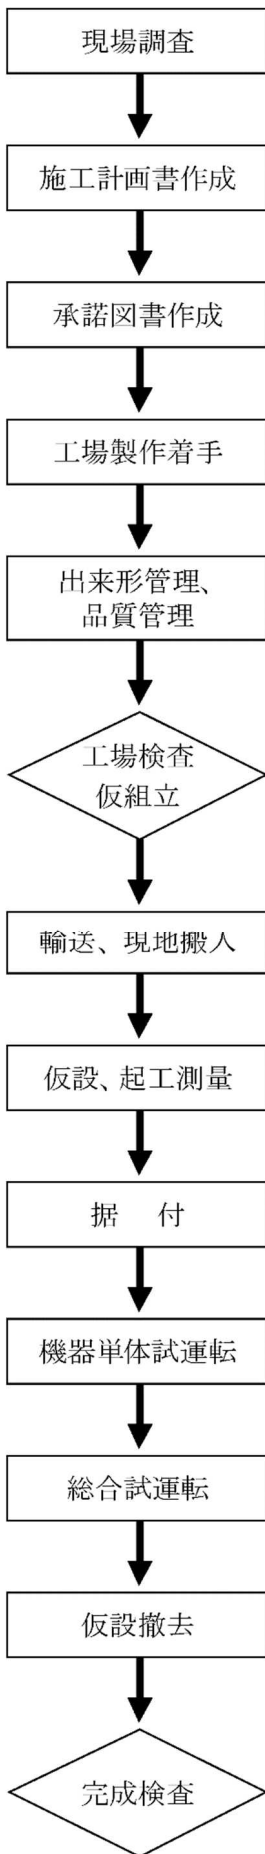 現場調査
施工計画書作成
承諾図書作成
工場製作着手
出来形管理、
品質管理
工場検査
仮組立
輸送、現地搬入
仮設、起工測量
据　付
機器単体試運転
総合試運転
仮設撤去
完成検査